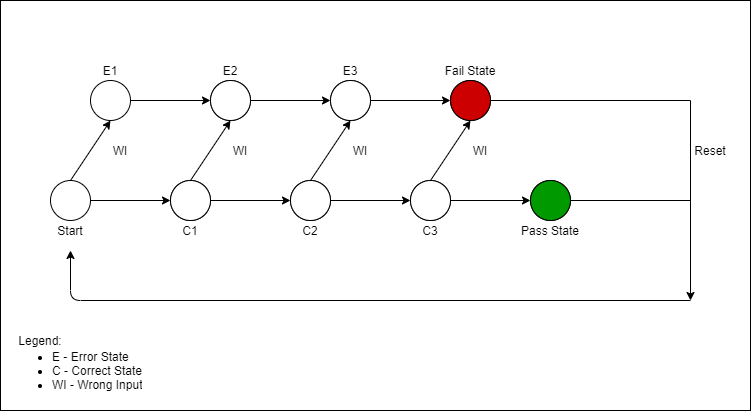 E1
E2
E3
Fail State
WI
WI
WI
WI
Reset
Start
C1
C2
C3
Pass State
Legend:
• E - Error State
• C - Correct State
• WI - Wrong Input